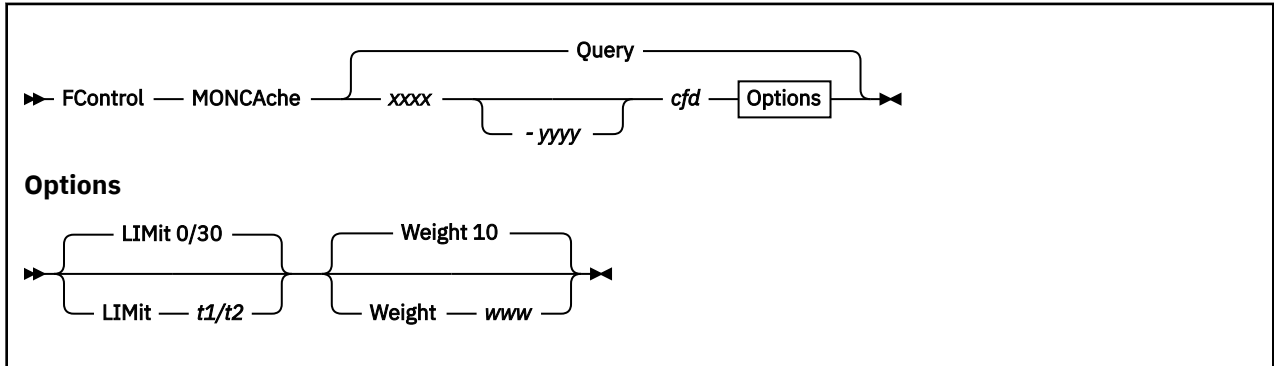 Query
FControl MONCAche xxxx cfd Options
- yyyy
Options
LIMit 0/30 Weight 10
LIMit t1/t2 Weight www